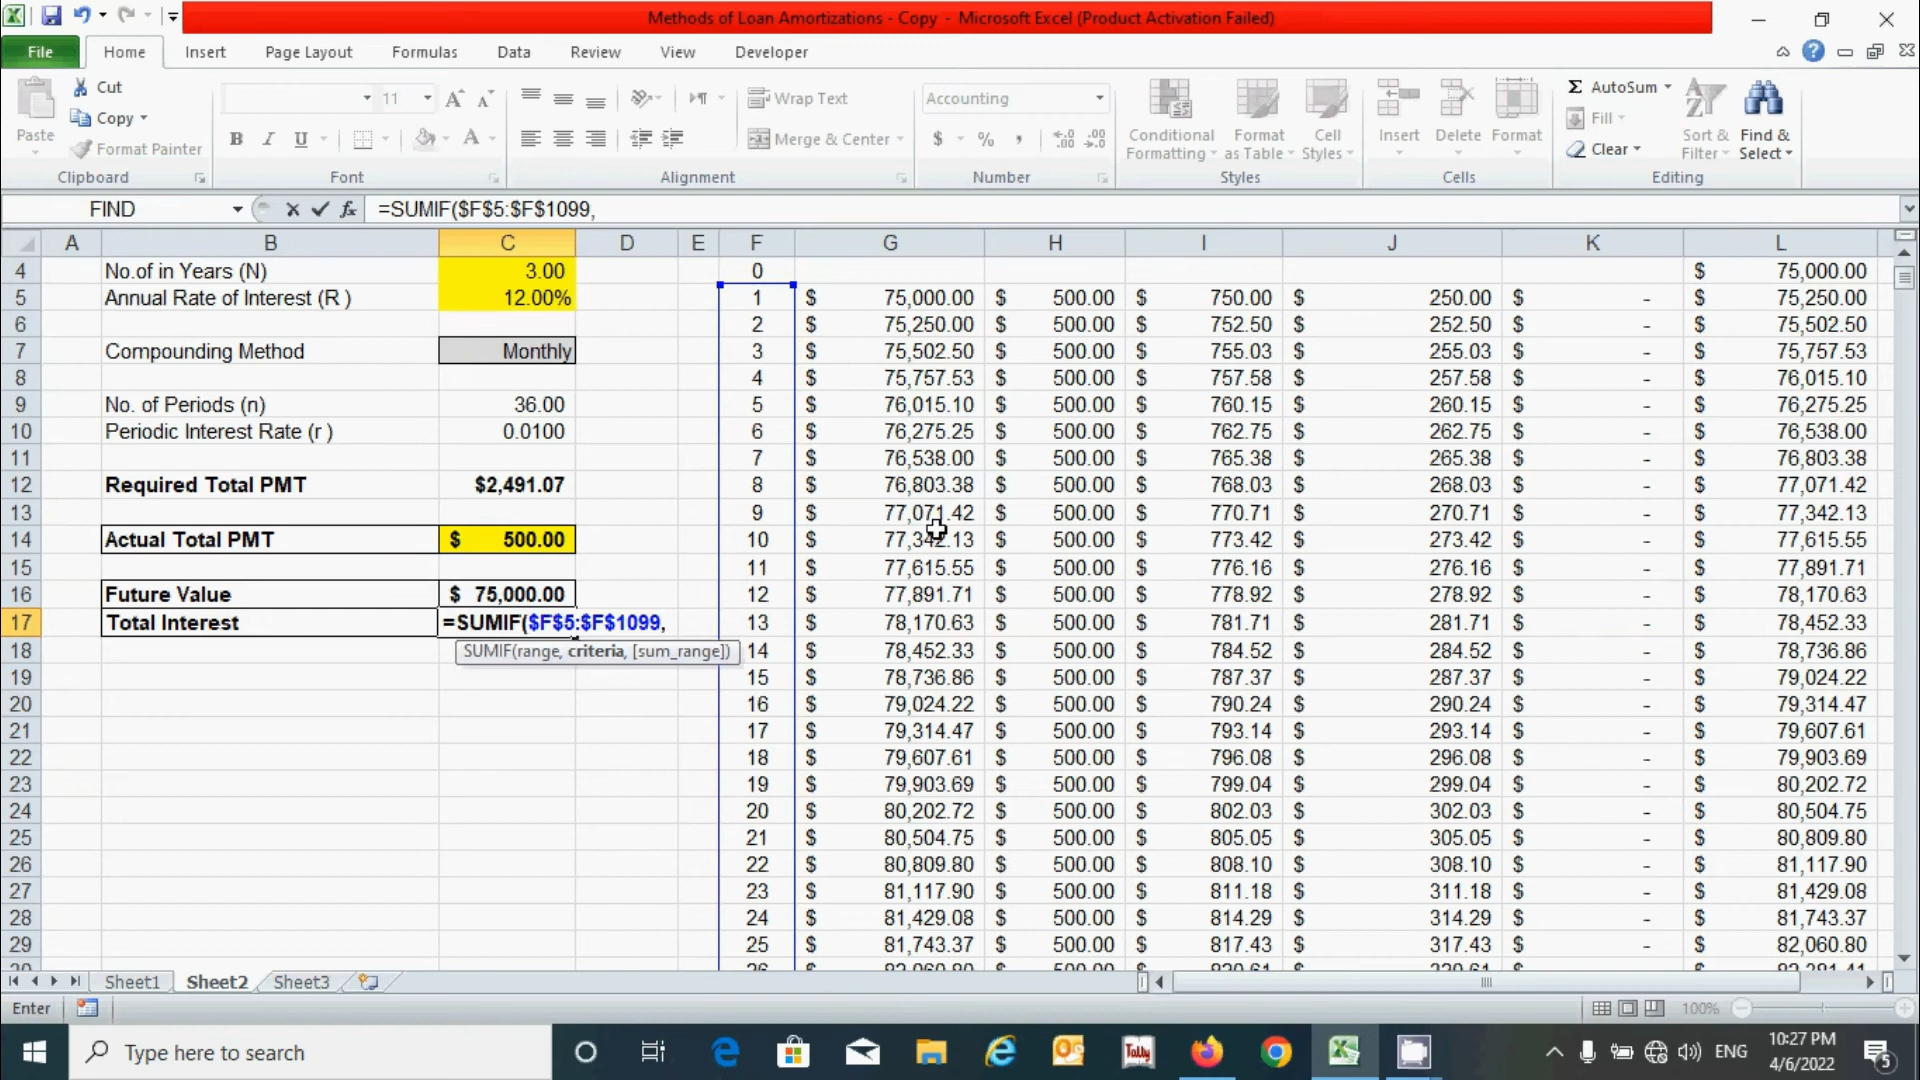 Methods of Loan Amortizations - Copy - Microsoft Excel (Product Activation Failed)
File Home Insert Page Layout Formulas Data Review View Developer
Paste Cut Copy Format Painter Clipboard
11 B I U A Font
Wrap Text Merge & Center Alignment
Accounting $ % , Number
Conditional Formatting Format as Table Cell Styles Styles
Insert Delete Format Cells
Σ AutoSum Fill Clear Sort & Filter Find & Select Editing
FIND fx =SUMIF($F$5:$F$1099,
A B C D E F G H I J K L
4 No.of in Years (N) 3.00 0 $ 75,000.00
5 Annual Rate of Interest (R ) 12.00% 1 $ 75,000.00 $ 500.00 $ 750.00 $ 250.00 $ - $ 75,250.00
6 2 $ 75,250.00 $ 500.00 $ 752.50 $ 252.50 $ - $ 75,502.50
7 Compounding Method Monthly 3 $ 75,502.50 $ 500.00 $ 755.03 $ 255.03 $ - $ 75,757.53
8 4 $ 75,757.53 $ 500.00 $ 757.58 $ 257.58 $ - $ 76,015.10
9 No. of Periods (n) 36.00 5 $ 76,015.10 $ 500.00 $ 760.15 $ 260.15 $ - $ 76,275.25
10 Periodic Interest Rate (r ) 0.0100 6 $ 76,275.25 $ 500.00 $ 762.75 $ 262.75 $ - $ 76,538.00
11 7 $ 76,538.00 $ 500.00 $ 765.38 $ 265.38 $ - $ 76,803.38
12 Required Total PMT $2,491.07 8 $ 76,803.38 $ 500.00 $ 768.03 $ 268.03 $ - $ 77,071.42
13 9 $ 77,071.42 $ 500.00 $ 770.71 $ 270.71 $ - $ 77,342.13
14 Actual Total PMT $ 500.00 10 $ 77,342.13 $ 500.00 $ 773.42 $ 273.42 $ - $ 77,615.55
15 11 $ 77,615.55 $ 500.00 $ 776.16 $ 276.16 $ - $ 77,891.71
16 Future Value $ 75,000.00 12 $ 77,891.71 $ 500.00 $ 778.92 $ 278.92 $ - $ 78,170.63
17 Total Interest =SUMIF($F$5:$F$1099, 13 $ 78,170.63 $ 500.00 $ 781.71 $ 281.71 $ - $ 78,452.33
18 SUMIF(range, criteria, [sum_range]) 14 $ 78,452.33 $ 500.00 $ 784.52 $ 284.52 $ - $ 78,736.86
19 15 $ 78,736.86 $ 500.00 $ 787.37 $ 287.37 $ - $ 79,024.22
20 16 $ 79,024.22 $ 500.00 $ 790.24 $ 290.24 $ - $ 79,314.47
21 17 $ 79,314.47 $ 500.00 $ 793.14 $ 293.14 $ - $ 79,607.61
22 18 $ 79,607.61 $ 500.00 $ 796.08 $ 296.08 $ - $ 79,903.69
23 19 $ 79,903.69 $ 500.00 $ 799.04 $ 299.04 $ - $ 80,202.72
24 20 $ 80,202.72 $ 500.00 $ 802.03 $ 302.03 $ - $ 80,504.75
25 21 $ 80,504.75 $ 500.00 $ 805.05 $ 305.05 $ - $ 80,809.80
26 22 $ 80,809.80 $ 500.00 $ 808.10 $ 308.10 $ - $ 81,117.90
27 23 $ 81,117.90 $ 500.00 $ 811.18 $ 311.18 $ - $ 81,429.08
28 24 $ 81,429.08 $ 500.00 $ 814.29 $ 314.29 $ - $ 81,743.37
29 25 $ 81,743.37 $ 500.00 $ 817.43 $ 317.43 $ - $ 82,060.80
Sheet1 Sheet2 Sheet3
Enter 100%
Type here to search Tally ENG 10:27 PM
4/6/2022 5